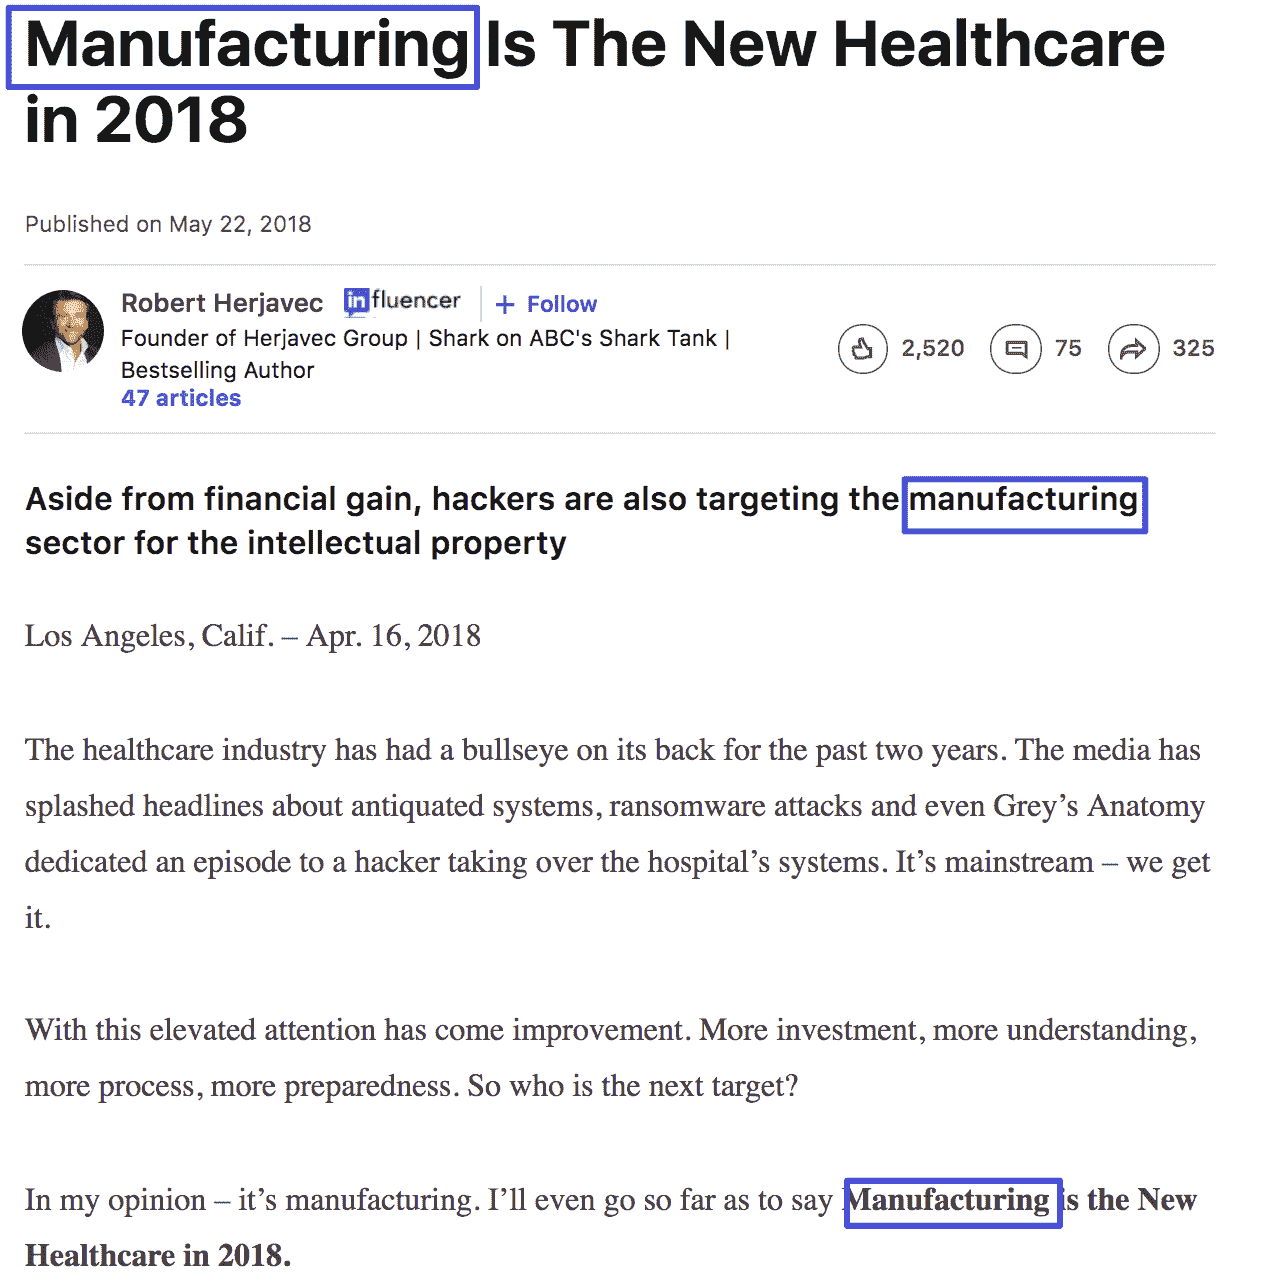 Manufacturing Is The New Healthcare
in 2018
Published on May 22, 2018
Robert Herjavec influencer + Follow
Founder of Herjavec Group | Shark on ABC's Shark Tank |
Bestselling Author
47 articles
2,520 75 325
Aside from financial gain, hackers are also targeting the manufacturing
sector for the intellectual property
Los Angeles, Calif. – Apr. 16, 2018
The healthcare industry has had a bullseye on its back for the past two years. The media has
splashed headlines about antiquated systems, ransomware attacks and even Grey’s Anatomy
dedicated an episode to a hacker taking over the hospital’s systems. It’s mainstream – we get
it.
With this elevated attention has come improvement. More investment, more understanding,
more process, more preparedness. So who is the next target?
In my opinion – it’s manufacturing. I’ll even go so far as to say Manufacturing is the New
Healthcare in 2018.